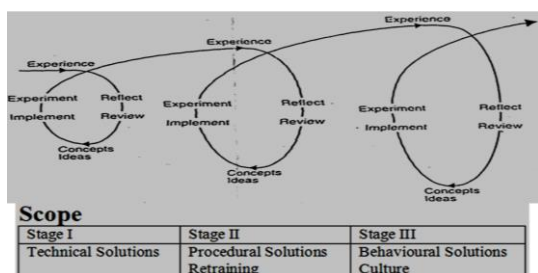 Experience
Experiment
Implement
Reflect
Review
Concepts
Ideas
Experience
Experiment
Implement
Reflect
Review
Concepts
Ideas
Experience
Experiment
Implement
Reflect
Review
Concepts
Ideas
Scope
Stage I Stage II Stage III
Technical Solutions Procedural Solutions Behavioural Solutions
Retraining Culture